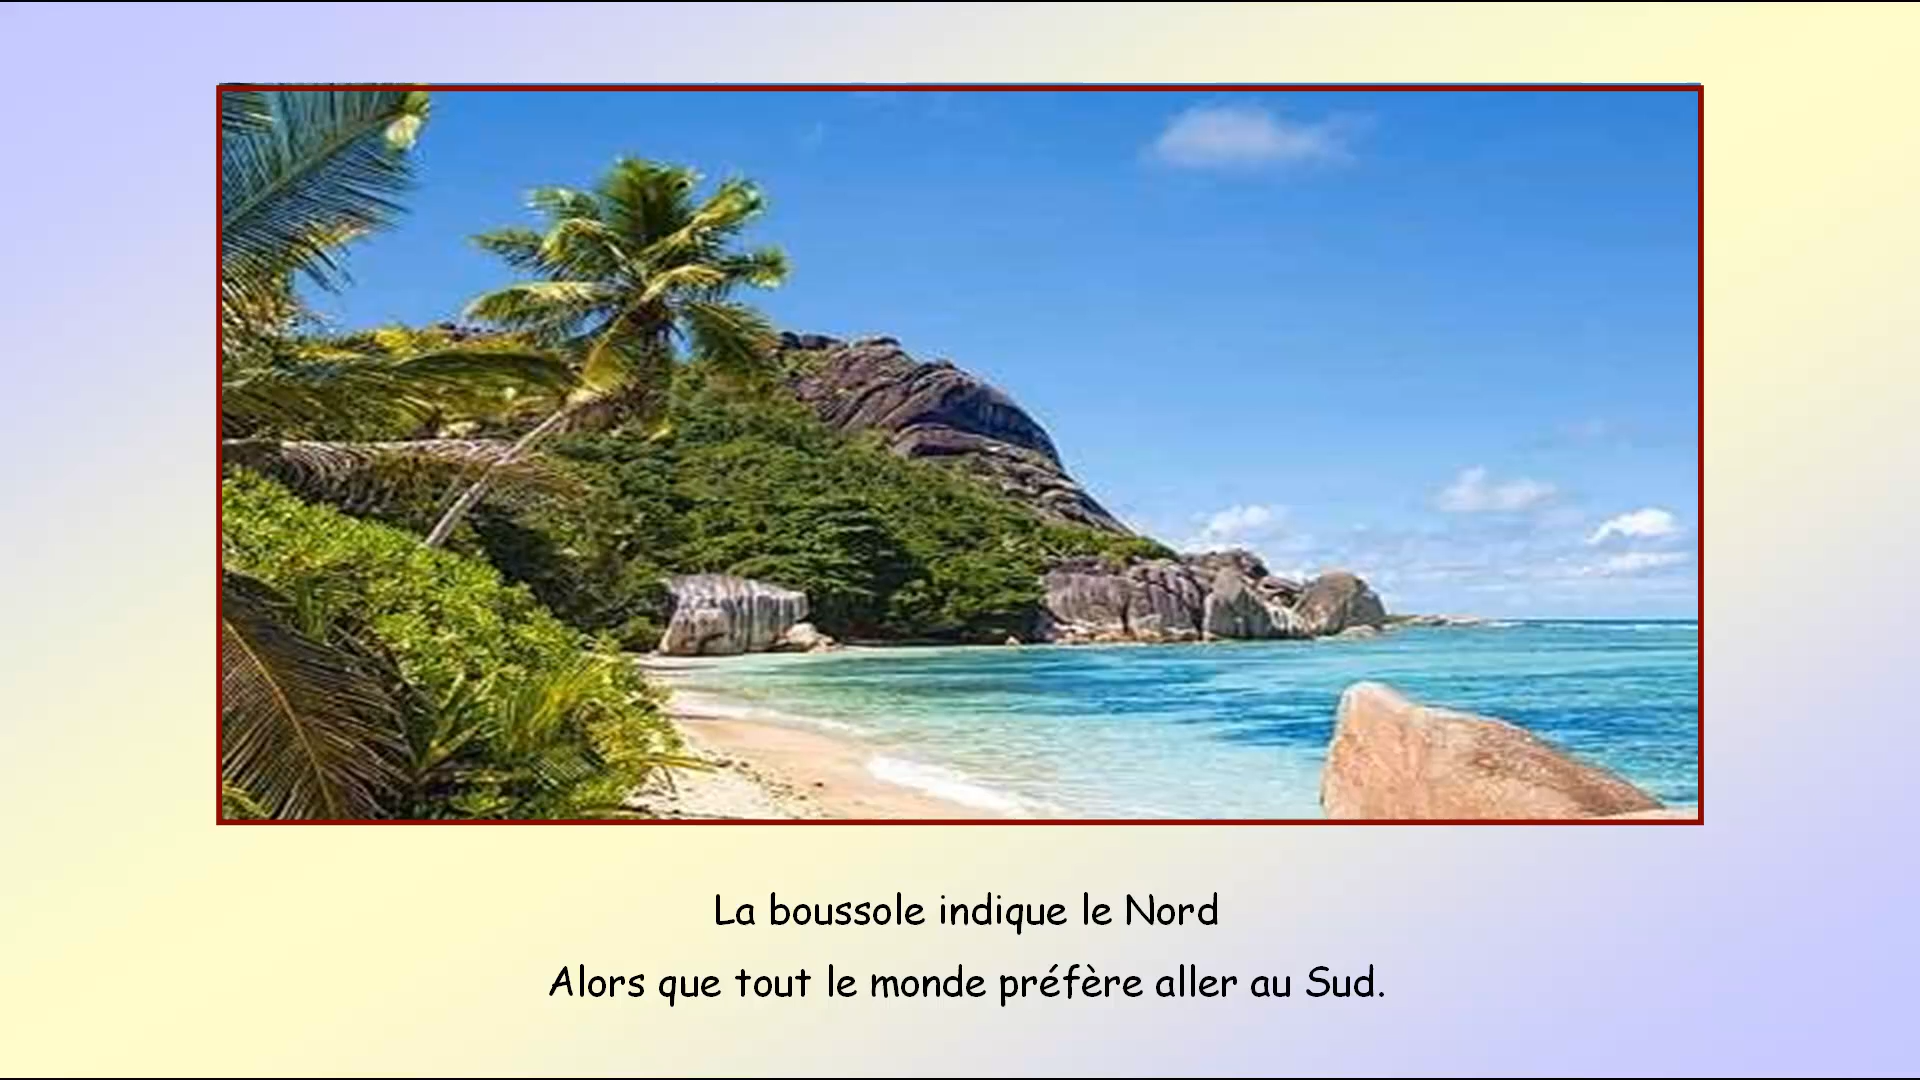 La boussole indique le Nord
Alors que tout le monde préfère aller au Sud.